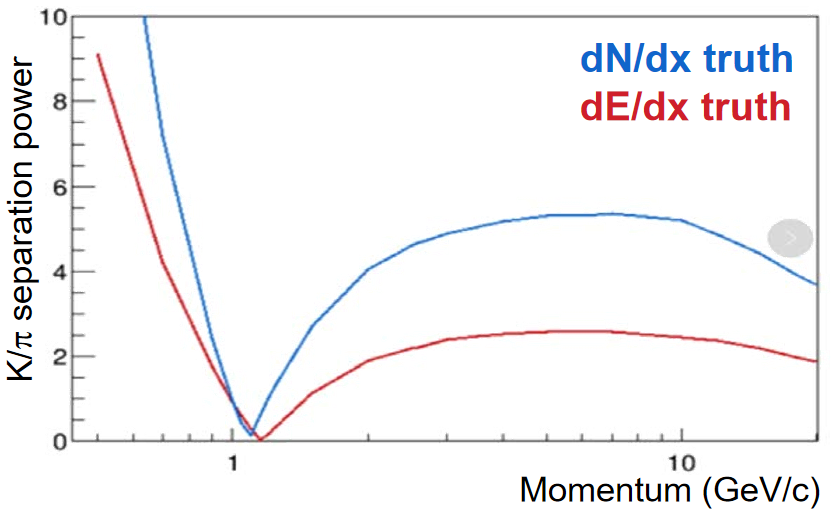 10
8
6
4
2
0
K/π separation power
dN/dx truth
dE/dx truth
1
10
Momentum (GeV/c)